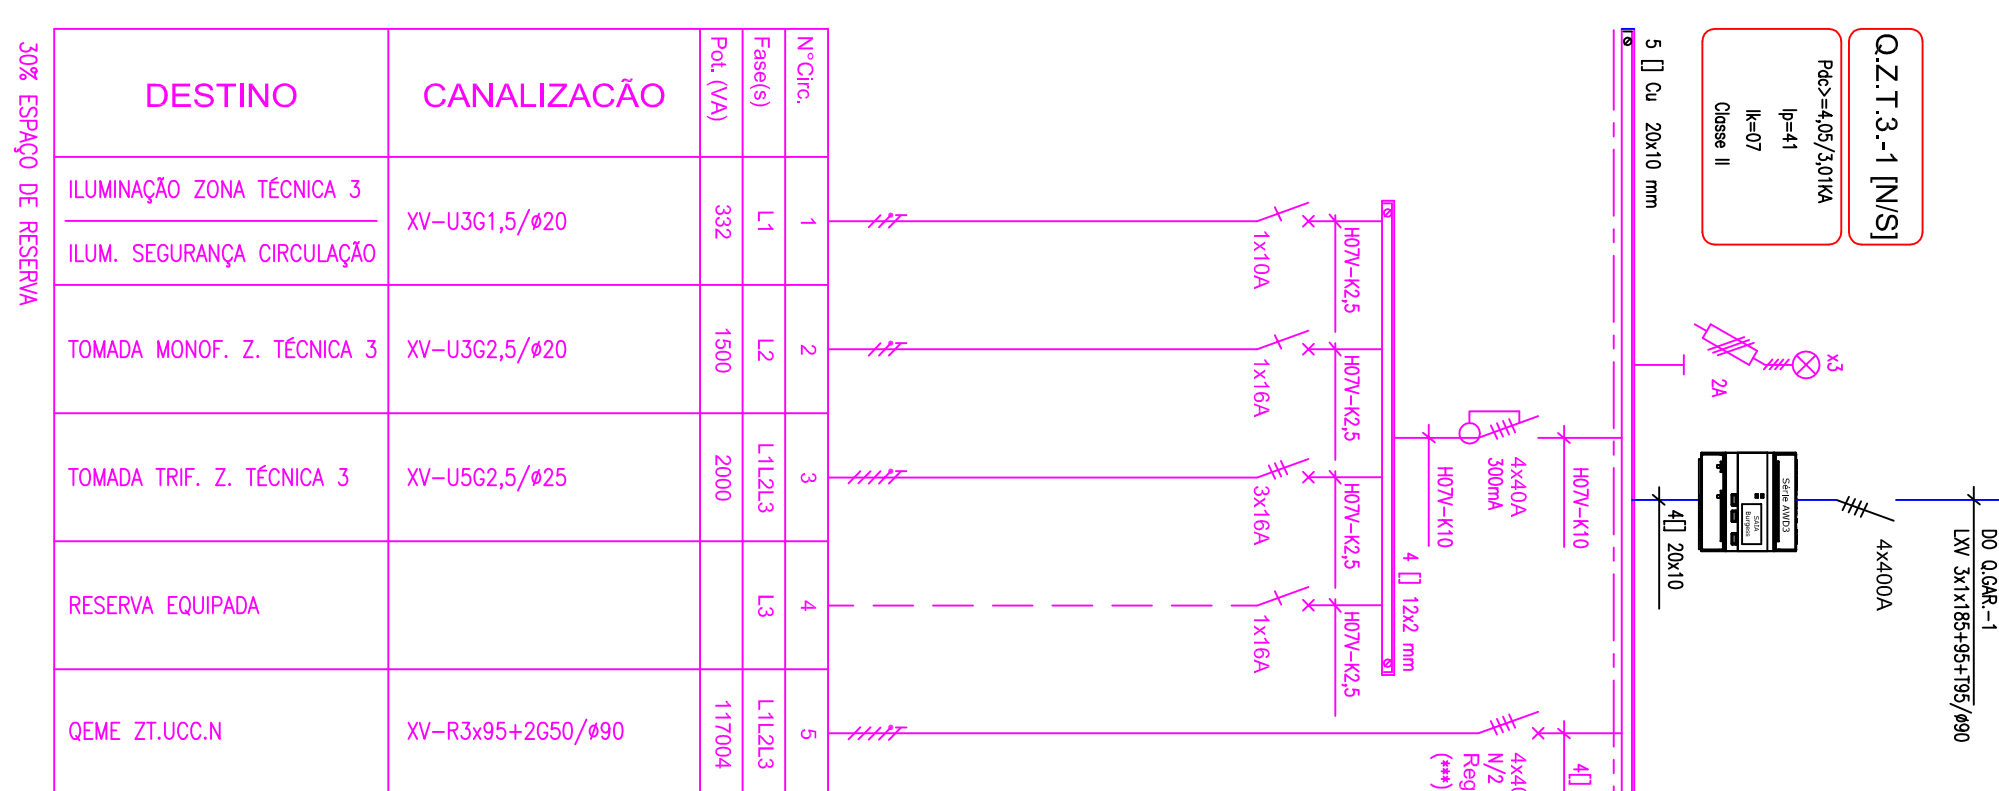 Q.Z.T.3.-1 [N/S]
Pdc>=4,05/3,01KA
Ip=41
Ik=07
Classe II
5 [] Cu 20x10 mm
x3
2A
Série AWD3
SAIA
Burgess
4[] 20x10
4x400A
DO Q.GAR.-1
LXV 3x1x185+95+T95/ø90
H07V-K10
4x40A
300mA
H07V-K10
4 [] 12x2 mm
H07V-K2,5
1x10A
H07V-K2,5
1x16A
H07V-K2,5
3x16A
H07V-K2,5
1x16A
4[]
N/2
Reg
(***)
DESTINO CANALIZAÇÃO Pot. (VA) Fase(s) N°Circ.
ILUMINAÇÃO ZONA TÉCNICA 3
ILUM. SEGURANÇA CIRCULAÇÃO
XV-U3G1,5/ø20 332 L1 1
TOMADA MONOF. Z. TÉCNICA 3 XV-U3G2,5/ø20 1500 L2 2
TOMADA TRIF. Z. TÉCNICA 3 XV-U5G2,5/ø25 2000 L1L2L3 3
RESERVA EQUIPADA L3 4
QEME ZT.UCC.N XV-R3x95+2G50/ø90 117004 L1L2L3 5
30% ESPAÇO DE RESERVA